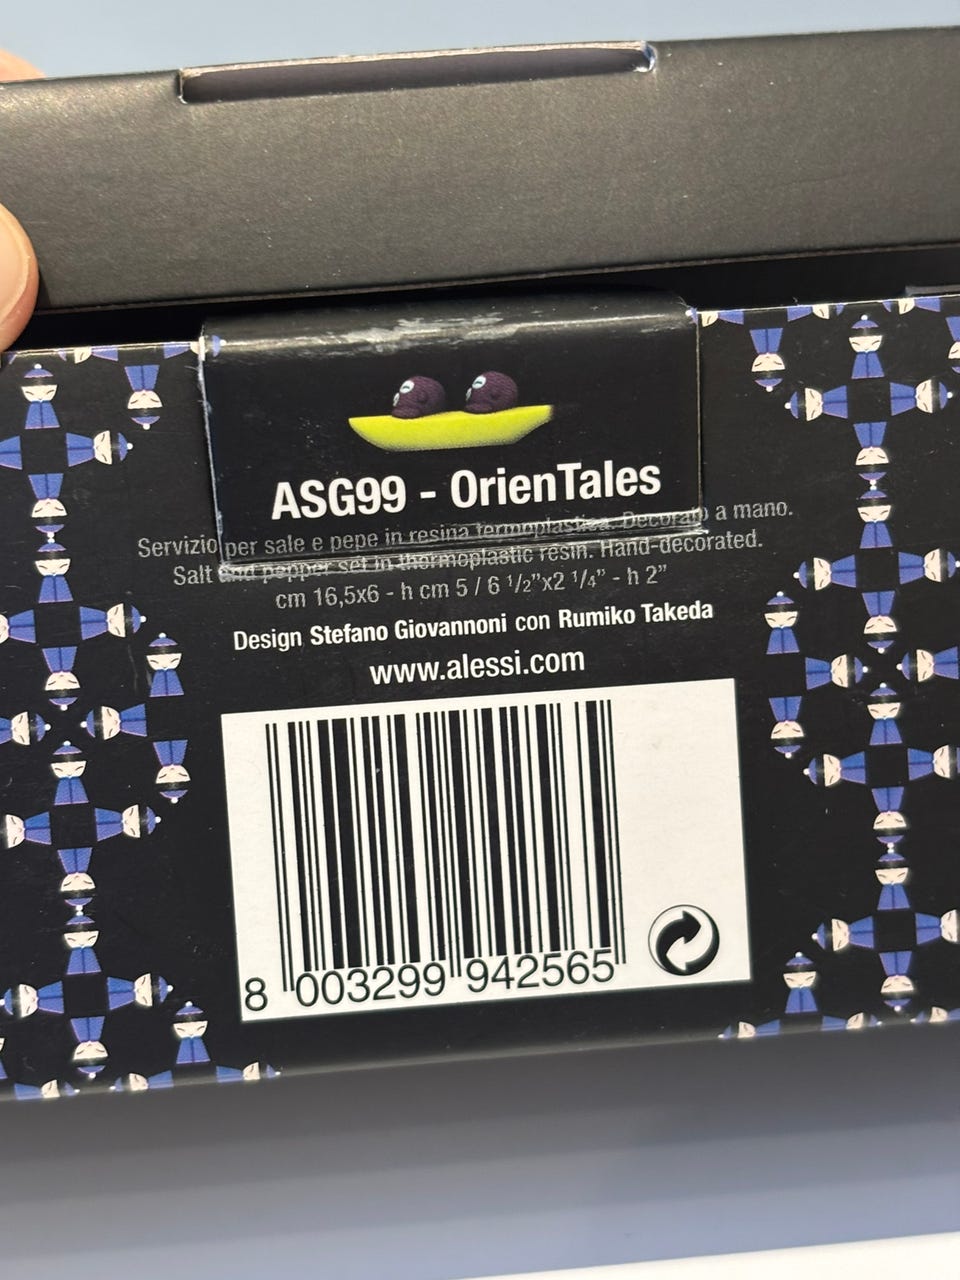 ASG99 - OrienTales
Servizio per sale e pepe in resina termoplastica. Decorato a mano.
Salt and pepper set in thermoplastic resin. Hand-decorated.
cm 16,5x6 - h cm 5 / 6 1/2"x2 1/4" - h 2"
Design Stefano Giovannoni con Rumiko Takeda
www.alessi.com
8 003299 942565